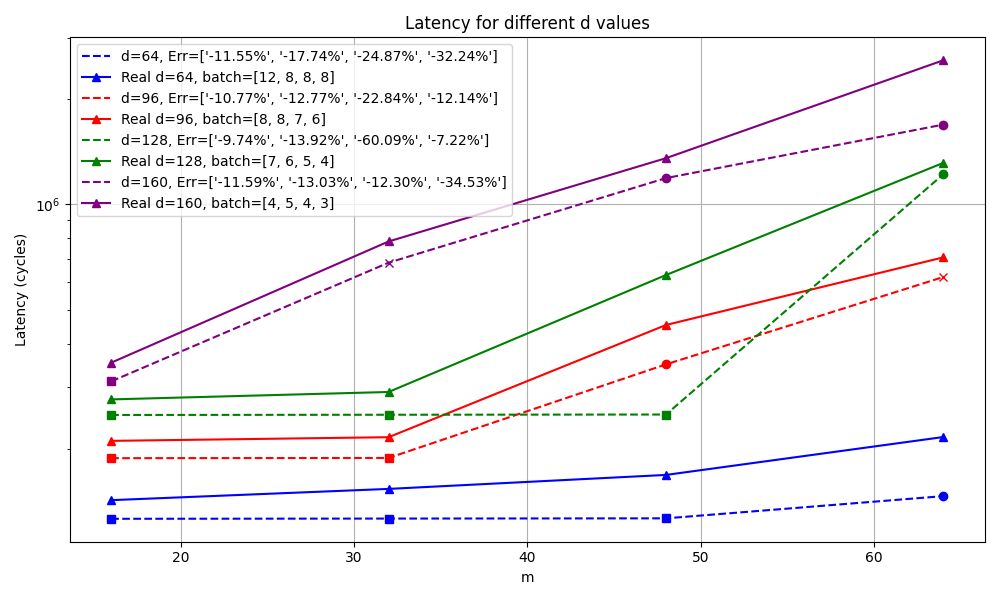 Latency for different d values
d=64, Err=['-11.55%', '-17.74%', '-24.87%', '-32.24%']
Real d=64, batch=[12, 8, 8, 8]
d=96, Err=['-10.77%', '-12.77%', '-22.84%', '-12.14%']
Real d=96, batch=[8, 8, 7, 6]
d=128, Err=['-9.74%', '-13.92%', '-60.09%', '-7.22%']
Real d=128, batch=[7, 6, 5, 4]
d=160, Err=['-11.59%', '-13.03%', '-12.30%', '-34.53%']
Real d=160, batch=[4, 5, 4, 3]
10⁶
Latency (cycles)
20 30 40 50 60
m